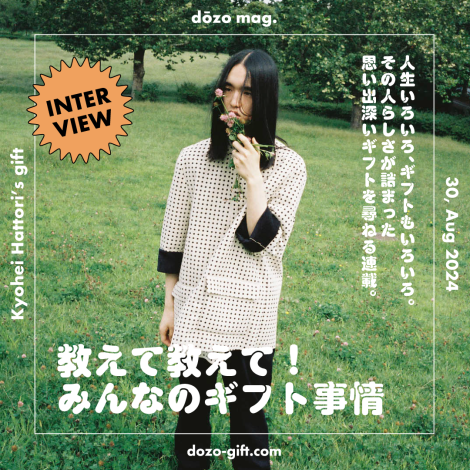 dōzo mag.
INTER
VIEW
人生いろいろ、ギフトもいろいろ。
その人らしさが詰まった
思い出深いギフトを尋ねる連載。
Kyohei Hattori's gift
30, Aug 2024
教えて教えて！
みんなのギフト事情
dozo-gift.com